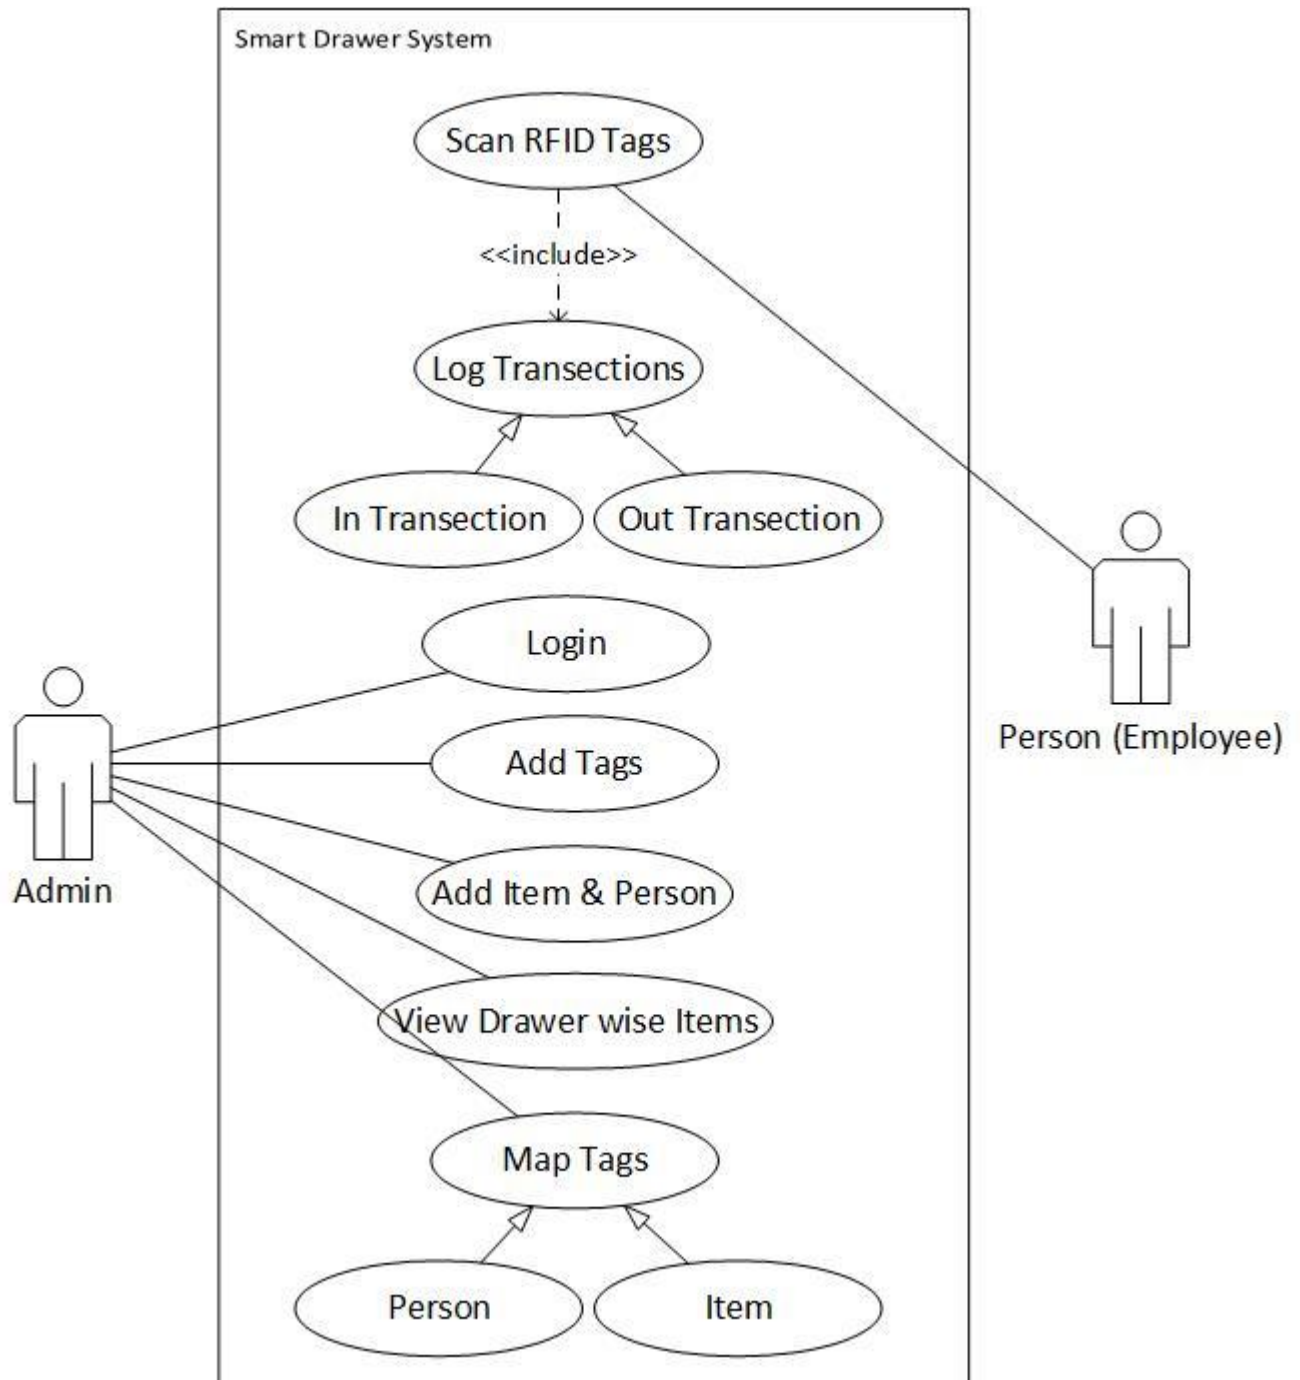 Smart Drawer System
Scan RFID Tags
<<include>>
Log Transections
In Transection
Out Transection
Login
Person (Employee)
Add Tags
Admin
Add Item & Person
View Drawer wise Items
Map Tags
Person
Item